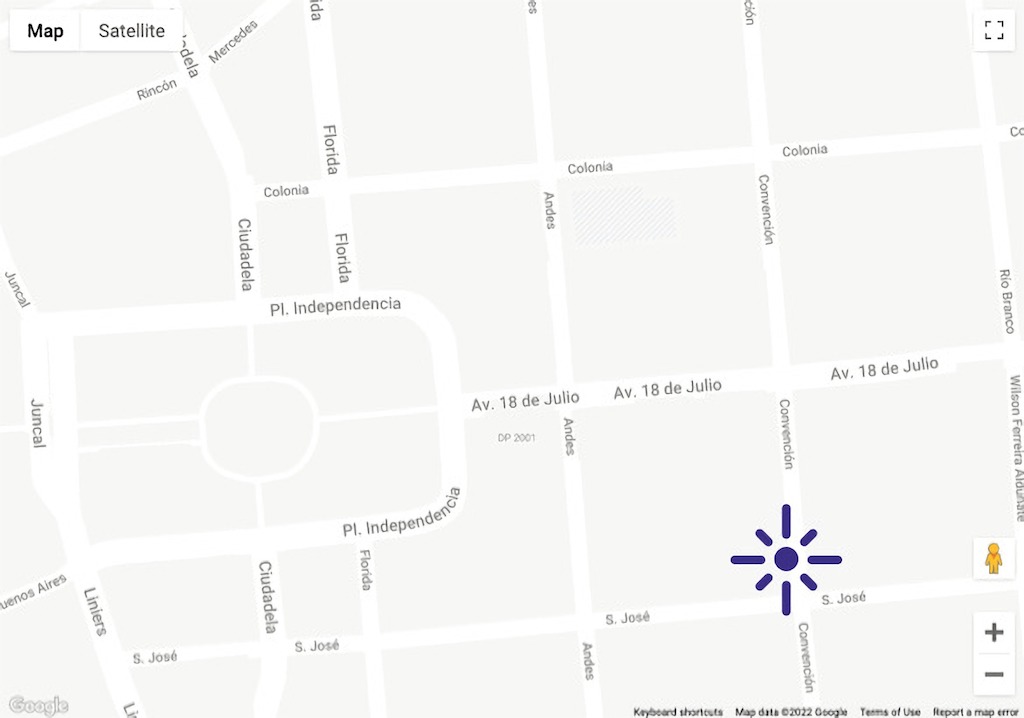 Map
Satellite
Mercedes
Rincón
Florida
Colonia
Colonia
Colonia
Andes
Convención
Ciudadela
Florida
Juncal
Pl. Independencia
Río Branco
Av. 18 de Julio
Av. 18 de Julio
Av. 18 de Julio
Juncal
DP 2001
Andes
Convención
Wilson Ferreira Aldunate
Pl. Independencia
Florida
Ciudadela
Liniers
S. José
S. José
S. José
S. José
Andes
Convención
Google
Keyboard shortcuts
Map data ©2022 Google
Terms of Use
Report a map error